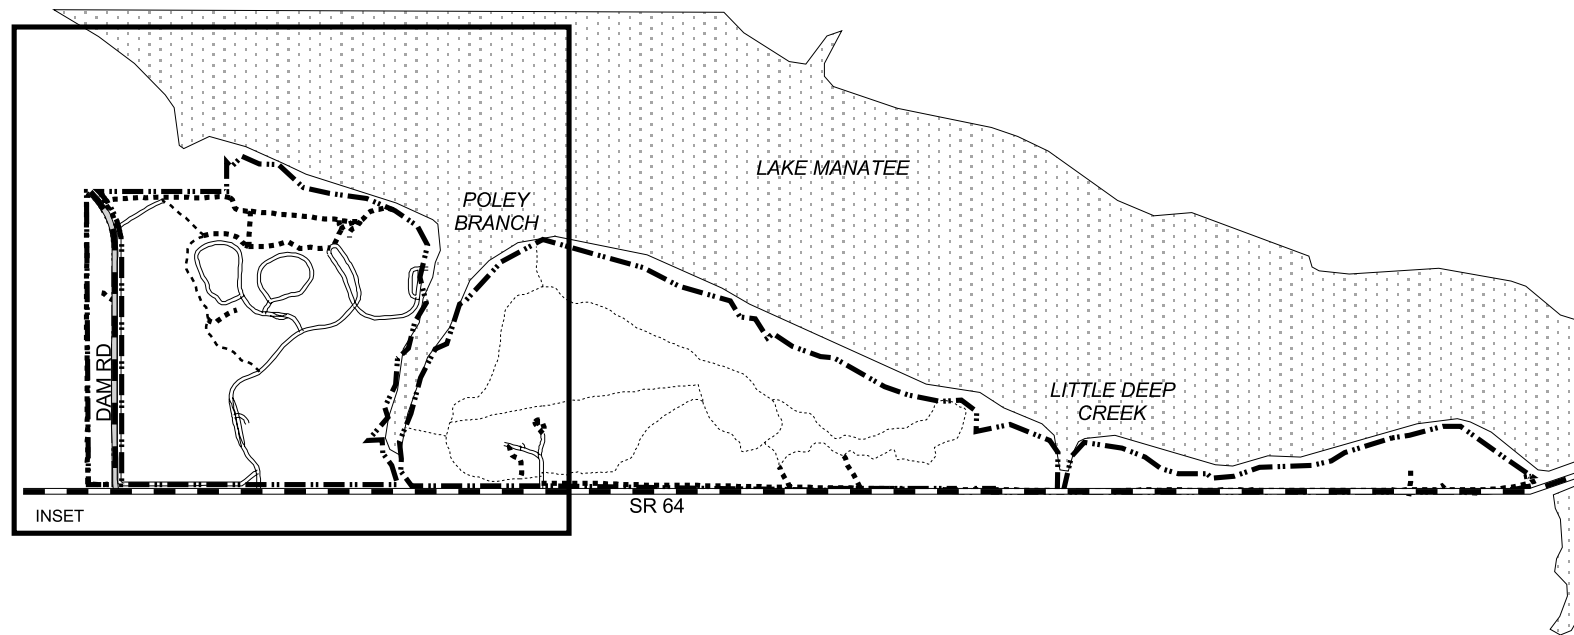 LAKE MANATEE
POLEY
BRANCH
DAM RD
LITTLE DEEP
CREEK
SR 64
INSET